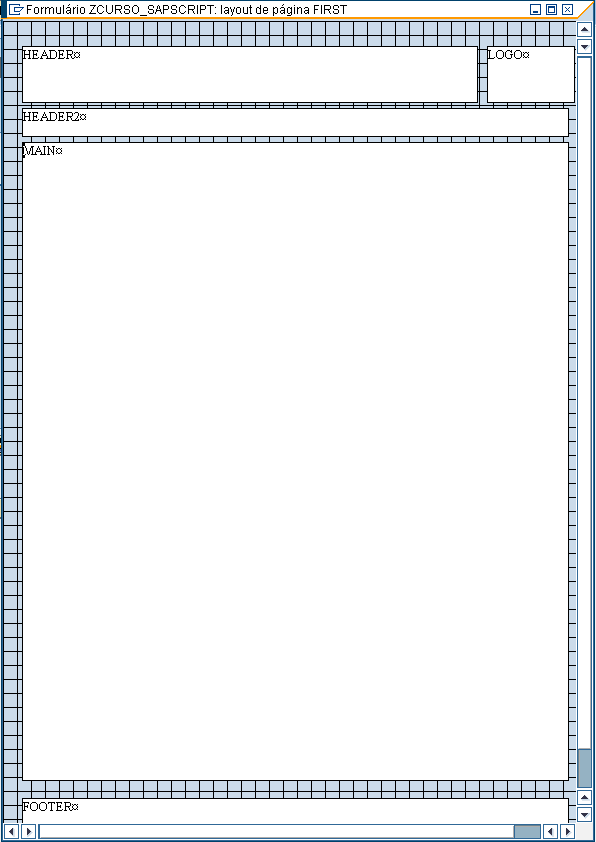 Formulário ZCURSO_SAPSCRIPT: layout de página FIRST
HEADER¤
LOGO¤
HEADER2¤
MAIN¤
FOOTER¤